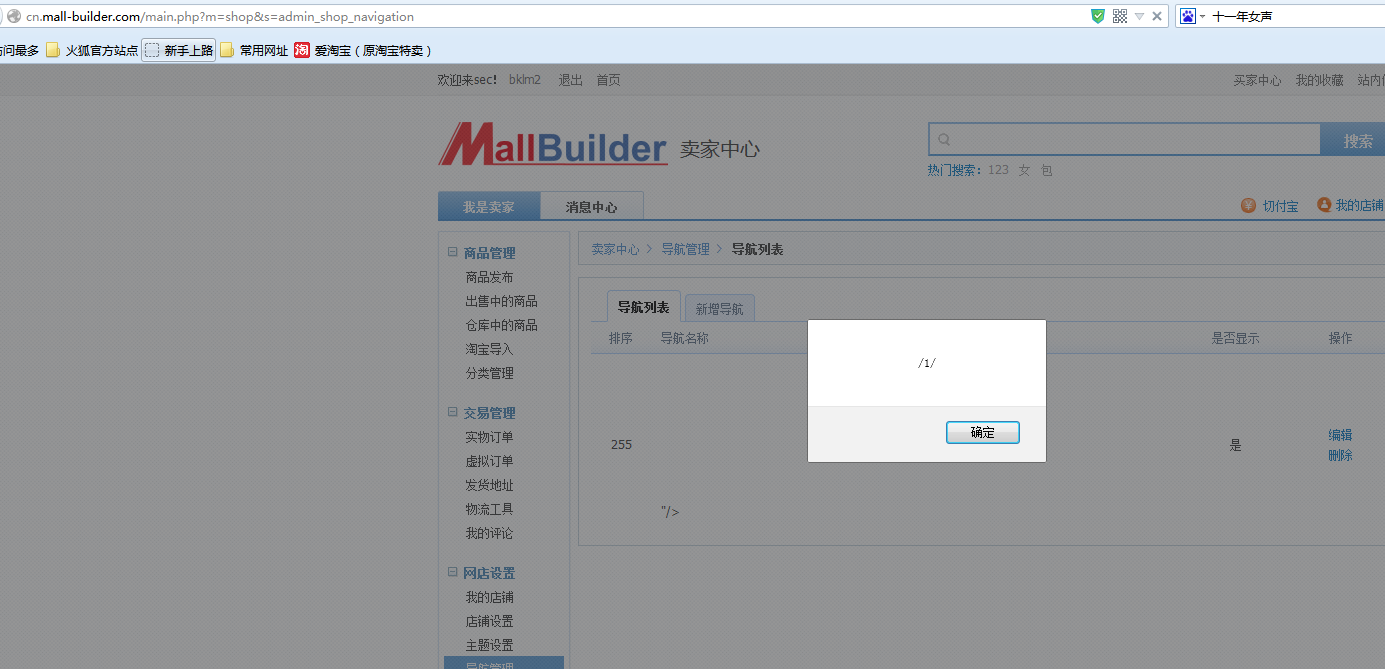 cn.mall-builder.com/main.php?m=shop&s=admin_shop_navigation
十一年女声
问最多 火狐官方站点 新手上路 常用网址 淘 爱淘宝（原淘宝特卖）
欢迎来sec! bklm2 退出 首页 买家中心 我的收藏 站内
MallBuilder 卖家中心
搜索
热门搜索: 123 女 包
我是卖家 消息中心 切付宝 我的店铺
商品管理
商品发布
出售中的商品
仓库中的商品
淘宝导入
分类管理
交易管理
实物订单
虚拟订单
发货地址
物流工具
我的评论
网店设置
我的店铺
店铺设置
主题设置
导航管理
卖家中心 > 导航管理 > 导航列表
导航列表 新增导航
排序 导航名称 是否显示 操作
255 是 编辑
删除
"/>
/1/
确定